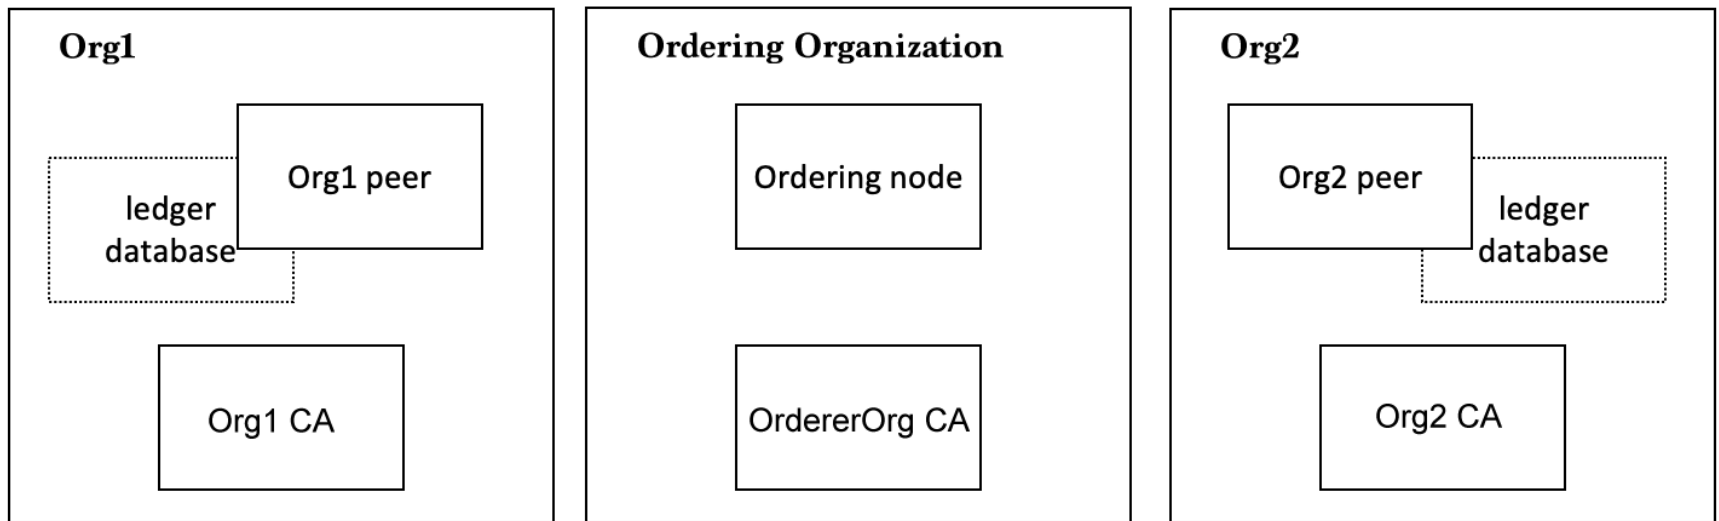 Org1
Org1 peer
ledger
database
Org1 CA
Ordering Organization
Ordering node
OrdererOrg CA
Org2
Org2 peer
ledger
database
Org2 CA